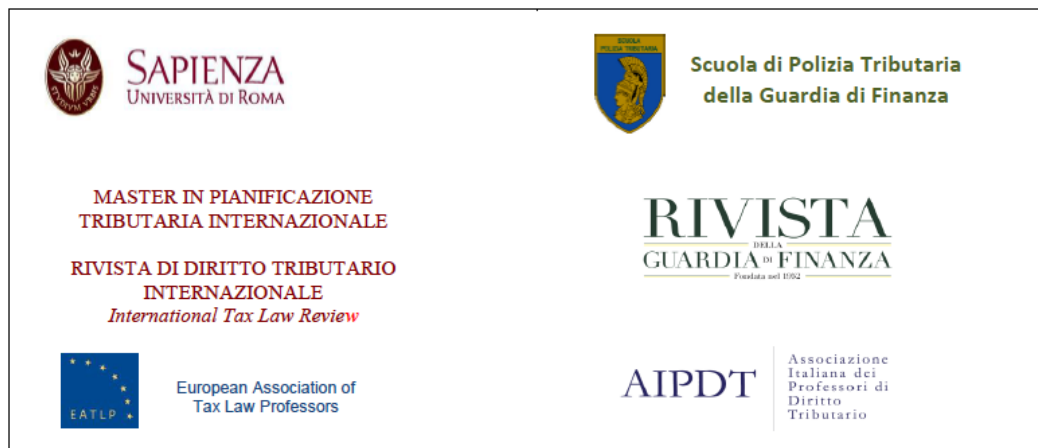 SAPIENZA
UNIVERSITÀ DI ROMA
STVDIVM VRBIS
SCUOLA
POLIZIA TRIBUTARIA
Scuola di Polizia Tributaria
della Guardia di Finanza
MASTER IN PIANIFICAZIONE
TRIBUTARIA INTERNAZIONALE
RIVISTA DI DIRITTO TRIBUTARIO
INTERNAZIONALE
International Tax Law Review
RIVISTA
DELLA
GUARDIA DI FINANZA
Fondata nel 1952
EATLP
European Association of
Tax Law Professors
AIPDT
Associazione
Italiana dei
Professori di
Diritto
Tributario